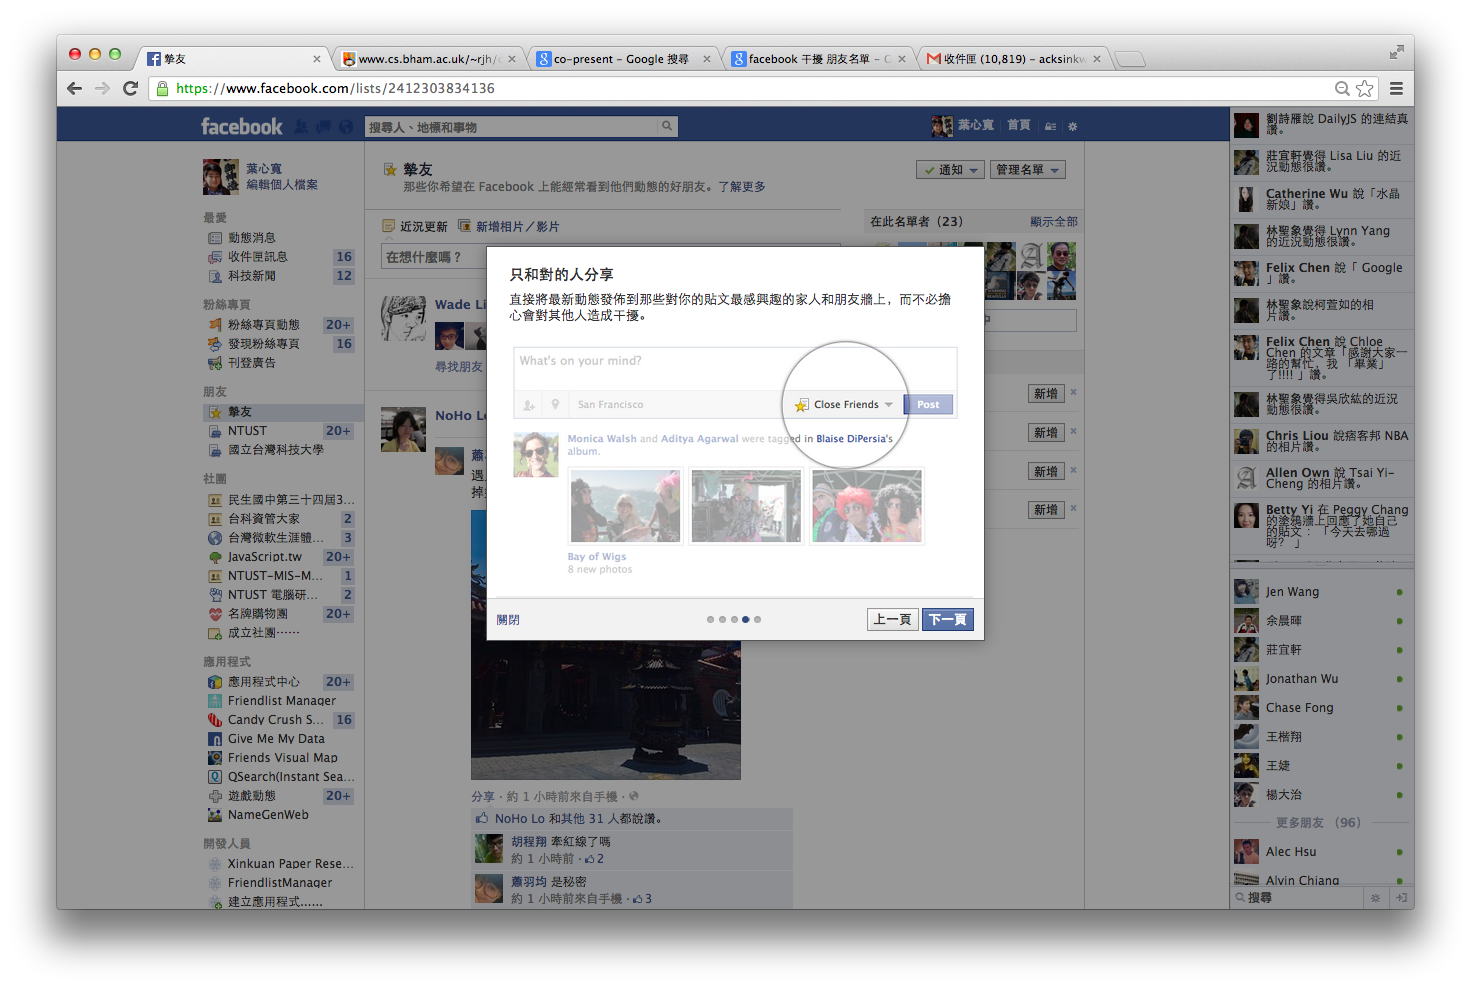 摯友
www.cs.bham.ac.uk/~rjh/
co-present – Google 搜尋
facebook 干擾 朋友名單 –
收件匣 (10,819) – acksinkw
https://www.facebook.com/lists/2412303834136
facebook
搜尋人、地標和事物
葉心寬
首頁
葉心寬
編輯個人檔案
最愛
動態消息
收件匣訊息 16
科技新聞 12
粉絲專頁
粉絲專頁動態 20+
發現粉絲專頁 16
刊登廣告
朋友
摯友
NTUST 20+
國立台灣科技大學
社團
民生國中第三十四屆3...
台科資管大家 2
台灣微軟生涯體... 3
JavaScript.tw 20+
NTUST-MIS-M... 1
NTUST 電腦研... 2
名牌購物團 20+
成立社團⋯⋯
應用程式
應用程式中心 20+
Friendlist Manager
Candy Crush S... 16
Give Me My Data
Friends Visual Map
QSearch(Instant Sea...
遊戲動態 20+
NameGenWeb
開發人員
Xinkuan Paper Rese...
FriendlistManager
建立應用程式......
摯友
那些你希望在 Facebook 上能經常看到他們動態的好朋友。了解更多
通知
管理名單
近況更新
新增相片／影片
在想什麼嗎？
Wade Li
尋找朋友
NoHo Lo
遇
掉
在此名單者 (23)
顯示全部
新增
新增
新增
新增
只和對的人分享
直接將最新動態發佈到那些對你的貼文最感興趣的家人和朋友牆上，而不必擔
心會對其他人造成干擾。
What's on your mind?
San Francisco
Close Friends
Post
Monica Walsh and Aditya Agarwal were tagged in Blaise DiPersia's
album.
Bay of Wigs
8 new photos
關閉
上一頁
下一頁
分享 · 約 1 小時前來自手機 ·
NoHo Lo 和其他 31 人都說讚。
胡程翔 牽紅線了嗎
約 1 小時前 · 2
蕭羽均 是秘密
約 1 小時前來自手機 · 3
劉詩雁說 DailyJS 的連結真
讚。
莊宜軒覺得 Lisa Liu 的近
況動態很讚。
Catherine Wu 說「水晶
新娘」讚。
林聖象覺得 Lynn Yang
的近況動態很讚。
Felix Chen 說「 Google
」讚。
林聖象說柯萱如的相
片讚。
Felix Chen 說 Chloe
Chen 的文章「感謝大家一
路的幫忙，我 「畢業」
了!!!! 」讚。
林聖象覺得吳欣紘的近況
動態很讚。
Chris Liou 說痞客邦 NBA
的相片讚。
Allen Own 說 Tsai Yi-
Cheng 的相片讚。
Betty Yi 在 Peggy Chang
的塗鴉牆上回應了她自己
的貼文：「今天去哪過
呀？ 」
Jen Wang
余晨暉
莊宜軒
Jonathan Wu
Chase Fong
王楷翔
王婕
楊大治
更多朋友 (96)
Alec Hsu
Alvin Chiang
搜尋